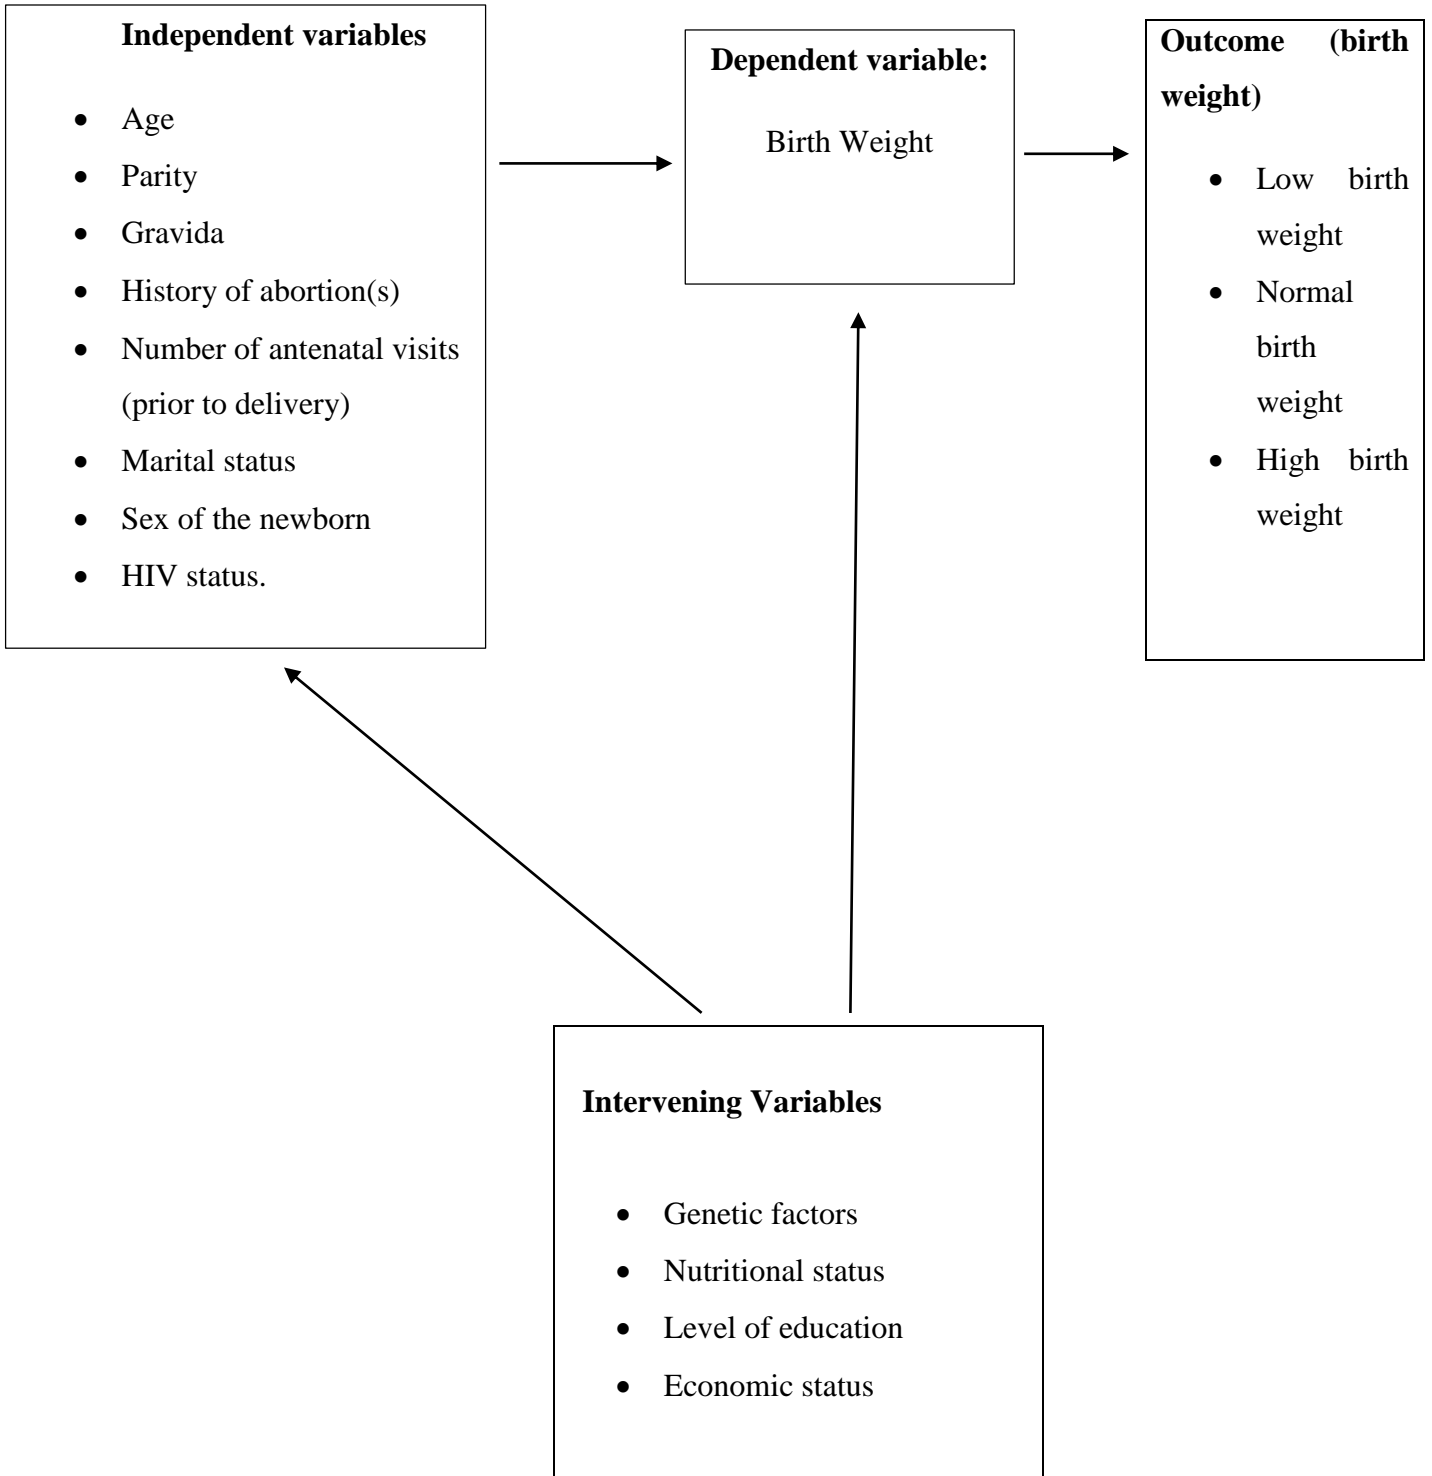 Independent variables
• Age
• Parity
• Gravida
• History of abortion(s)
• Number of antenatal visits
(prior to delivery)
• Marital status
• Sex of the newborn
• HIV status.
Dependent variable:
Birth Weight
Outcome (birth
weight)
• Low birth
weight
• Normal
birth
weight
• High birth
weight
Intervening Variables
• Genetic factors
• Nutritional status
• Level of education
• Economic status